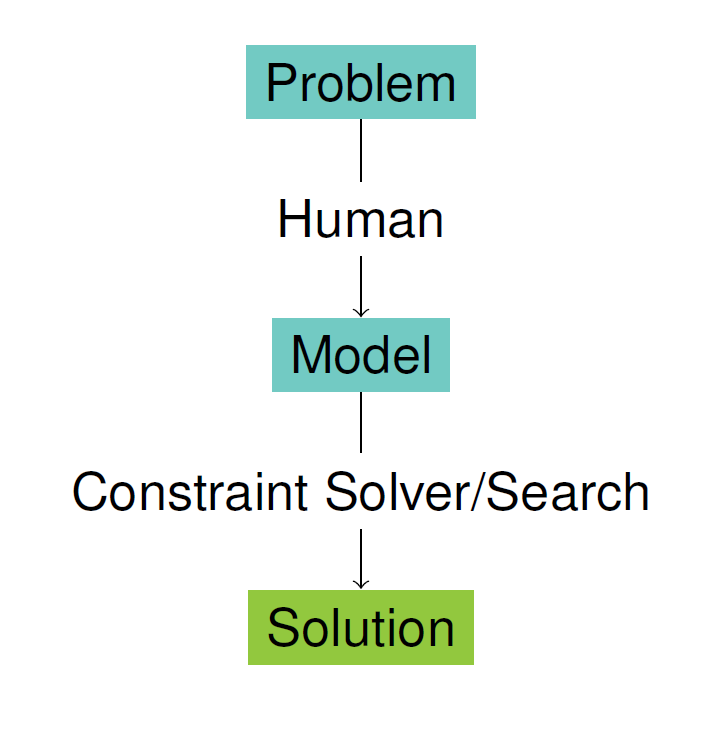 Problem
Human
Model
Constraint Solver/Search
Solution